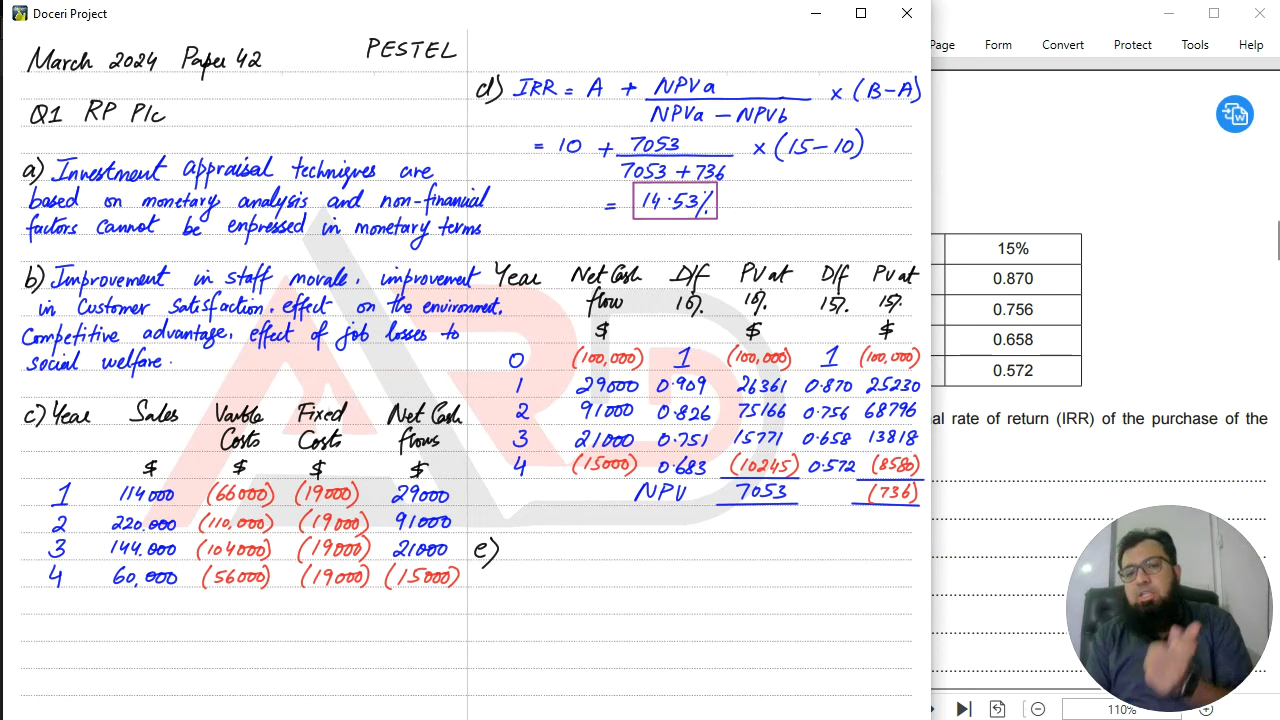 Doceri Project
Page Form Convert Protect Tools Help
March 2024 Paper 42
PESTEL
Q1 RP Plc
a) Investment appraisal techniques are
based on monetary analysis and non-financial
factors cannot be enpressed in monetary terms
b) Improvement in staff morale, improvement
in Customer Satisfaction, effect on the environment,
Competitive advantage, effect of job losses to
social welfare.
c) Year Sales Varble Fixed Net Cash
Costs Costs flows
$ $ $ $
1 114000 (66000) (19000) 29000
2 220.000 (110,000) (19000) 91000
3 144.000 (104000) (19000) 21000
4 60,000 (56000) (19000) (15000)
d) IRR = A + NPVa × (B-A)
NPVa - NPVb
= 10 + 7053 × (15-10)
7053 + 736
= 14.53%
Year Net Cash D/f PV at D/f PV at
flow 10%. 10%. 15%. 15%.
$ $ $
0 (100,000) 1 (100,000) 1 (100,000)
1 29000 0.909 26361 0.870 25230
2 91000 0.826 75166 0.756 68796
3 21000 0.751 15771 0.658 13818
4 (15000) 0.683 (10245) 0.572 (8580)
NPV 7053 (736)
e)
ARD
15%
0.870
0.756
0.658
0.572
al rate of return (IRR) of the purchase of the
110%